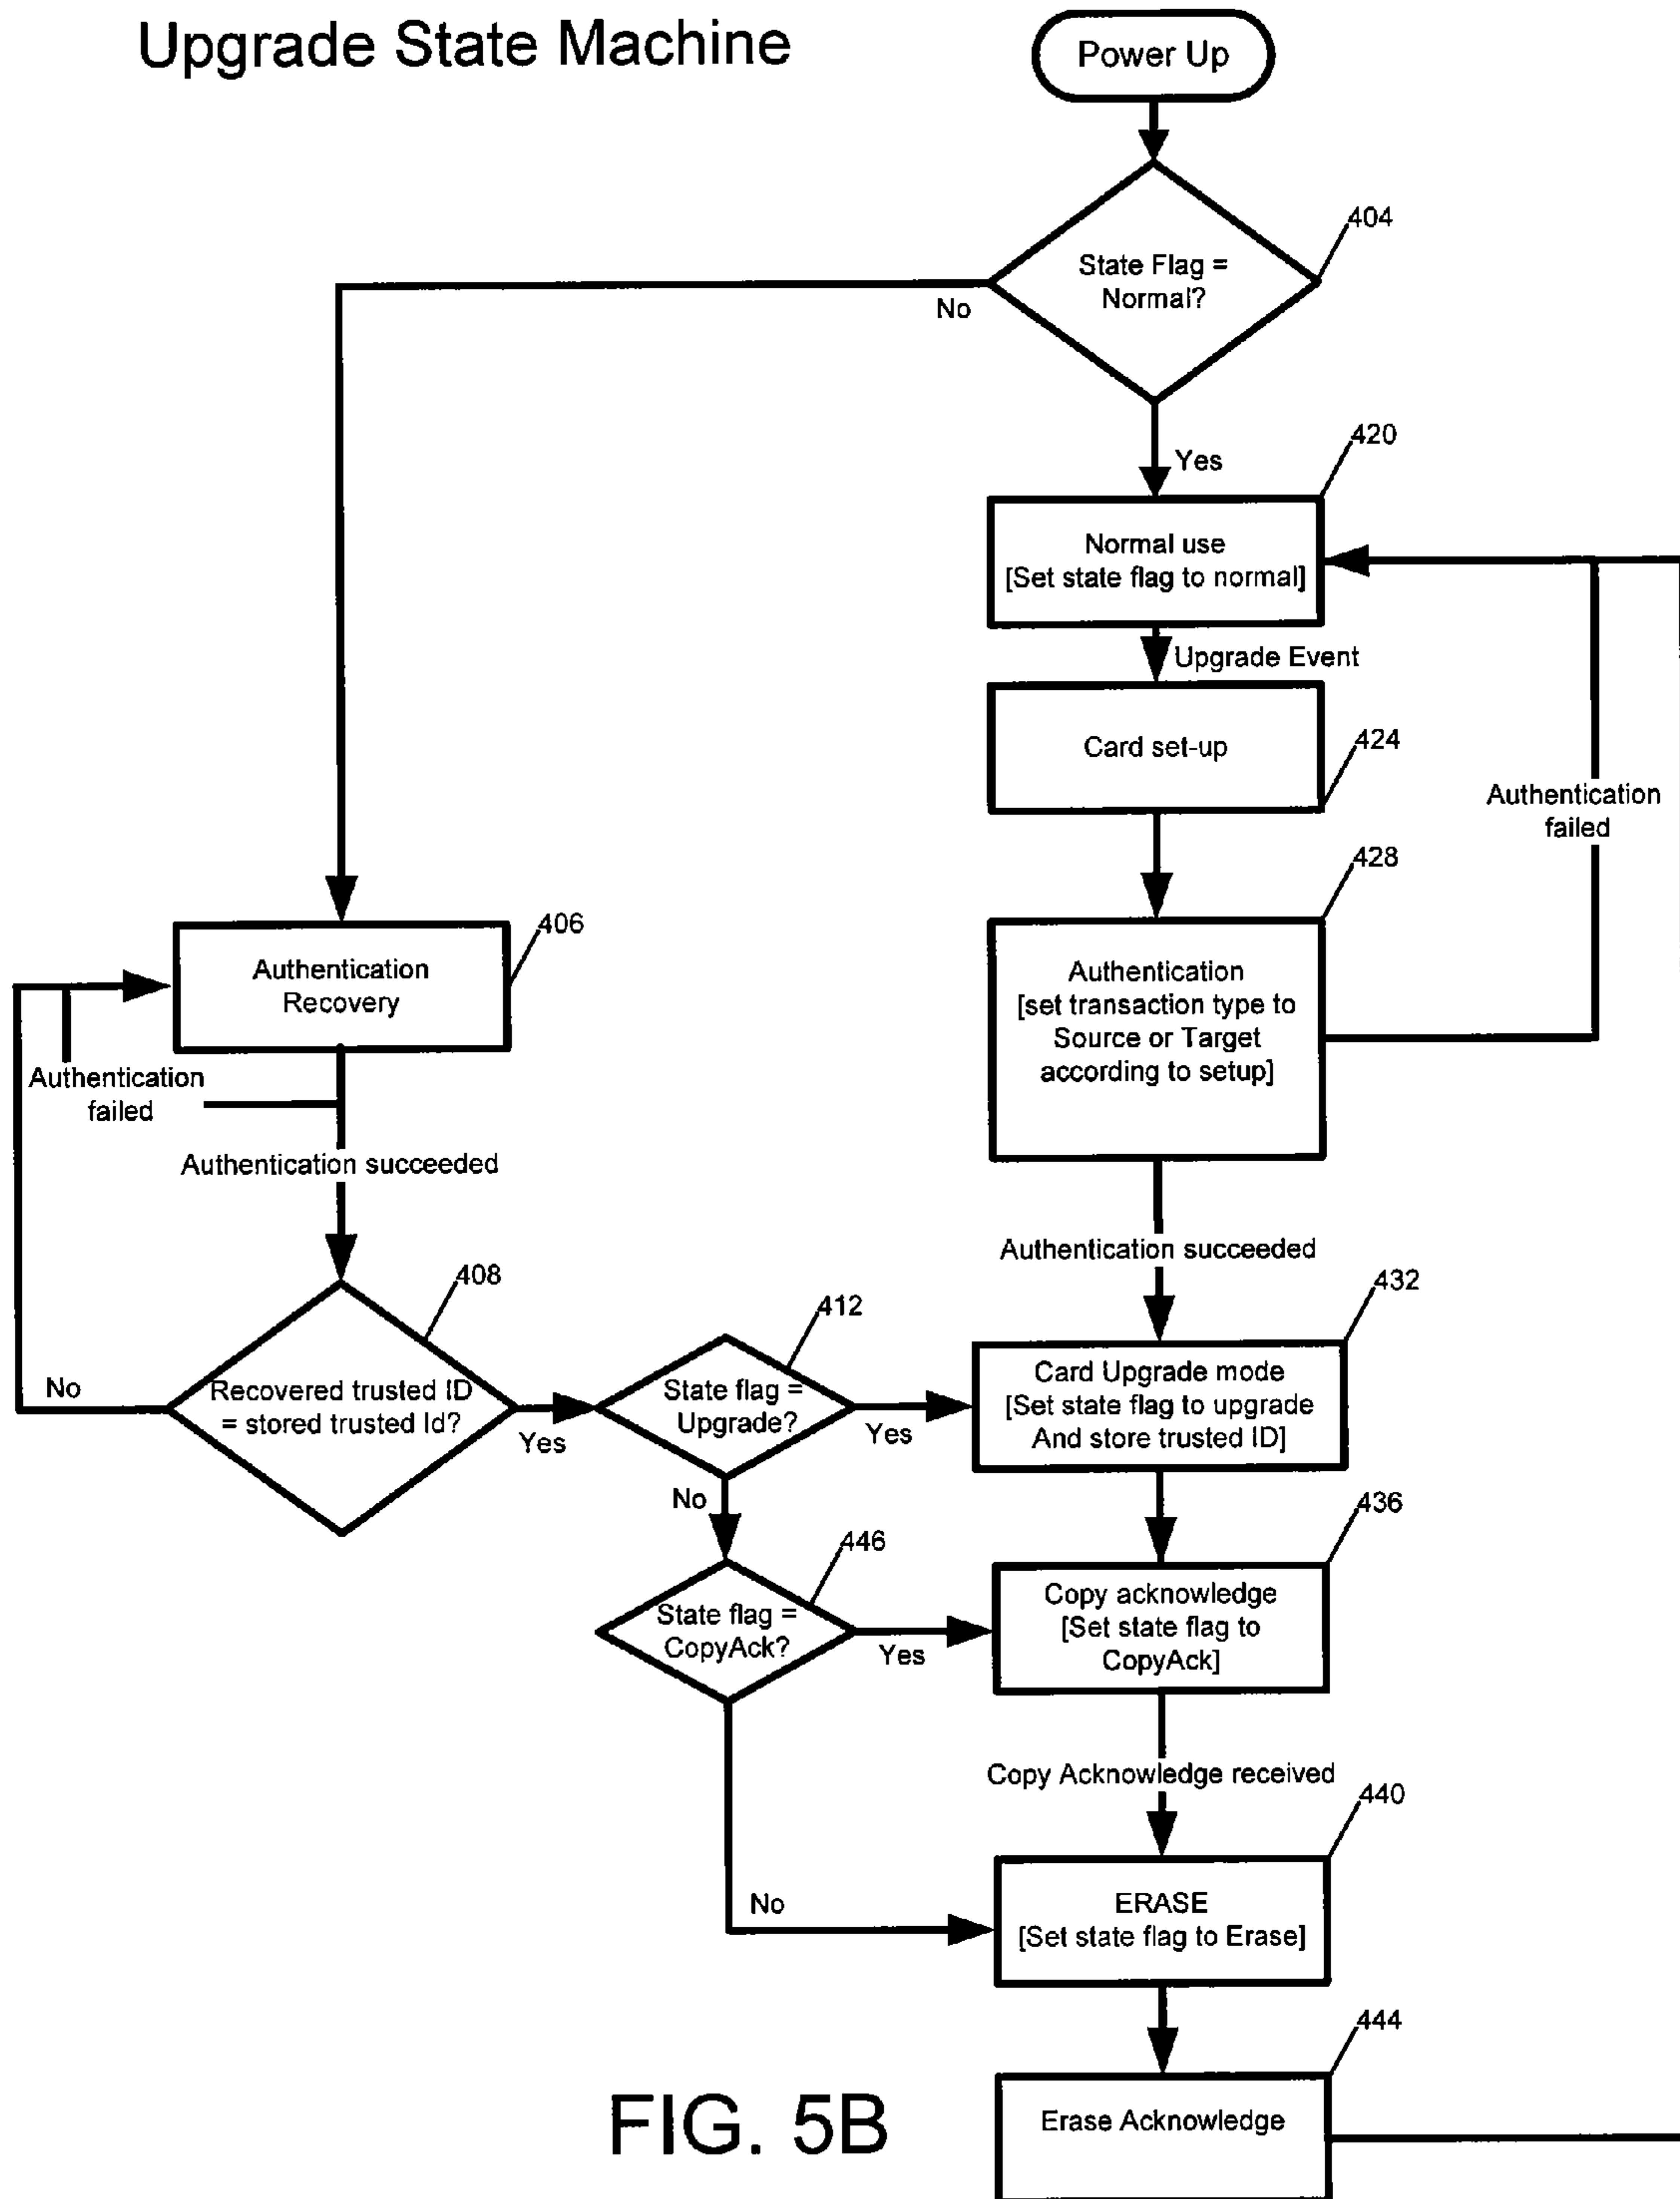 Upgrade State Machine
Power Up
404
State Flag =
Normal?
No
Yes
420
Normal use
[Set state flag to normal]
Upgrade Event
Card set-up
424
Authentication
failed
428
Authentication
[set transaction type to
Source or Target
according to setup]
406
Authentication
Recovery
Authentication
failed
Authentication succeeded
Authentication succeeded
408
Recovered trusted ID
= stored trusted Id?
No
Yes
412
State flag =
Upgrade?
Yes
No
432
Card Upgrade mode
[Set state flag to upgrade
And store trusted ID]
446
State flag =
CopyAck?
Yes
No
436
Copy acknowledge
[Set state flag to
CopyAck]
Copy Acknowledge received
440
ERASE
[Set state flag to Erase]
444
Erase Acknowledge
FIG. 5B